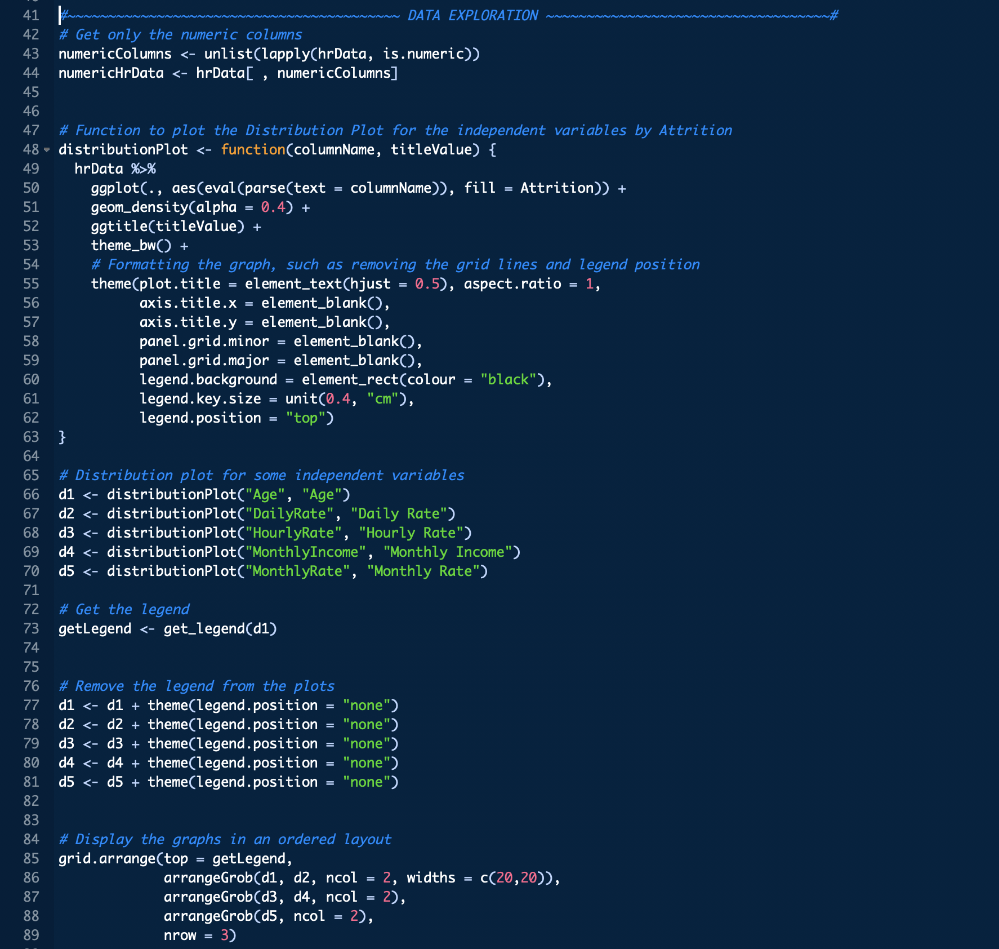 41 #~~~~~~~~~~~~~~~~~~~~~~~~~~~~~~~~~~~~~~~~~ DATA EXPLORATION ~~~~~~~~~~~~~~~~~~~~~~~~~~~~~~~~~~~#
42 # Get only the numeric columns
43 numericColumns <- unlist(lapply(hrData, is.numeric))
44 numericHrData <- hrData[ , numericColumns]
45
46
47 # Function to plot the Distribution Plot for the independent variables by Attrition
48 distributionPlot <- function(columnName, titleValue) {
49   hrData %>%
50     ggplot(., aes(eval(parse(text = columnName)), fill = Attrition)) +
51     geom_density(alpha = 0.4) +
52     ggtitle(titleValue) +
53     theme_bw() +
54     # Formatting the graph, such as removing the grid lines and legend position
55     theme(plot.title = element_text(hjust = 0.5), aspect.ratio = 1,
56           axis.title.x = element_blank(),
57           axis.title.y = element_blank(),
58           panel.grid.minor = element_blank(),
59           panel.grid.major = element_blank(),
60           legend.background = element_rect(colour = "black"),
61           legend.key.size = unit(0.4, "cm"),
62           legend.position = "top")
63 }
64
65 # Distribution plot for some independent variables
66 d1 <- distributionPlot("Age", "Age")
67 d2 <- distributionPlot("DailyRate", "Daily Rate")
68 d3 <- distributionPlot("HourlyRate", "Hourly Rate")
69 d4 <- distributionPlot("MonthlyIncome", "Monthly Income")
70 d5 <- distributionPlot("MonthlyRate", "Monthly Rate")
71
72 # Get the legend
73 getLegend <- get_legend(d1)
74
75
76 # Remove the legend from the plots
77 d1 <- d1 + theme(legend.position = "none")
78 d2 <- d2 + theme(legend.position = "none")
79 d3 <- d3 + theme(legend.position = "none")
80 d4 <- d4 + theme(legend.position = "none")
81 d5 <- d5 + theme(legend.position = "none")
82
83
84 # Display the graphs in an ordered layout
85 grid.arrange(top = getLegend,
86              arrangeGrob(d1, d2, ncol = 2, widths = c(20,20)),
87              arrangeGrob(d3, d4, ncol = 2),
88              arrangeGrob(d5, ncol = 2),
89              nrow = 3)